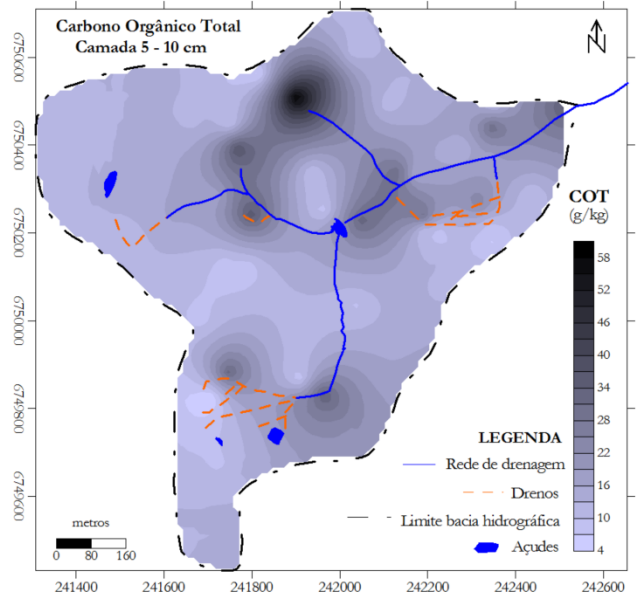 Carbono Orgânico Total
Camada 5 - 10 cm
N
6750600
6750400
6750200
6750000
6749800
6749600
COT
(g/kg)
58
52
46
40
34
28
22
16
10
4
LEGENDA
Rede de drenagem
Drenos
Limite bacia hidrográfica
Açudes
metros
0 80 160
241400 241600 241800 242000 242200 242400 242600